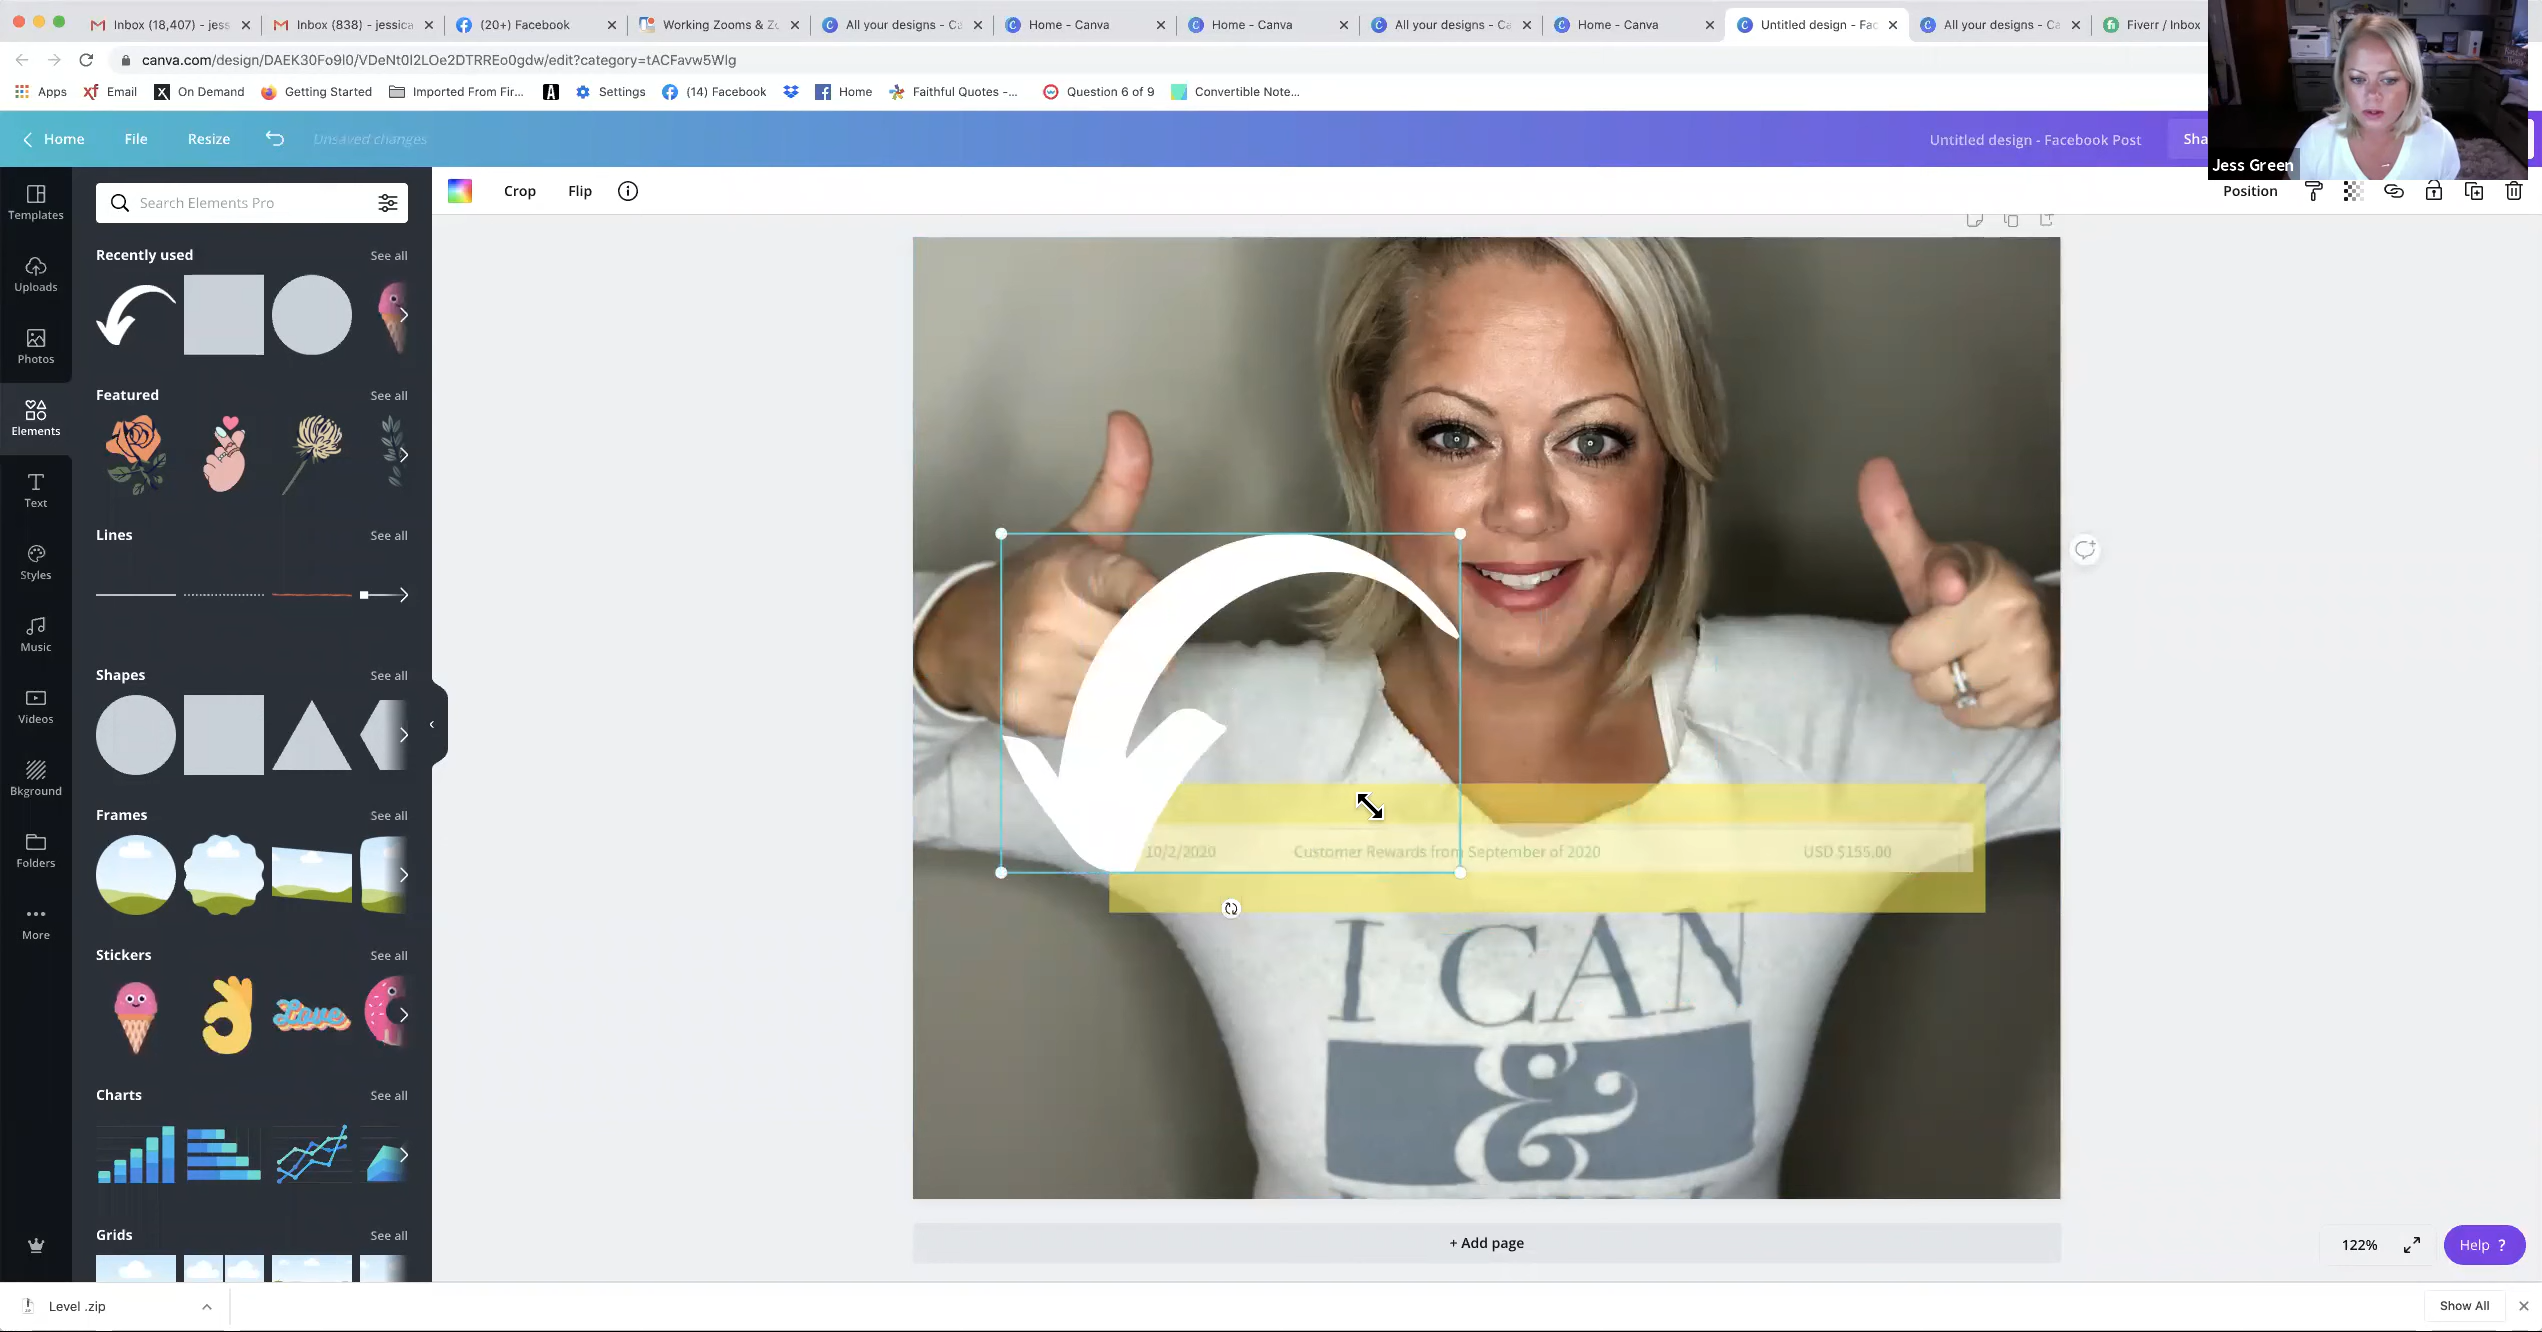 Inbox (18,407) - jess
Inbox (838) - jessica
(20+) Facebook
Working Zooms & Zo
All your designs - Ca
Home - Canva
Home - Canva
All your designs - Ca
Home - Canva
Untitled design - Fac
All your designs - Ca
Fiverr / Inbox
canva.com/design/DAEK30Fo9l0/VDeNt0I2LOe2DTRREo0gdw/edit?category=tACFavw5Wlg
Apps
Email
On Demand
Getting Started
Imported From Fir...
Settings
(14) Facebook
Home
Faithful Quotes -...
Question 6 of 9
Convertible Note...
Home
File
Resize
Unsaved changes
Untitled design - Facebook Post
Sha
Jess Green
Templates
Uploads
Photos
Elements
Text
Styles
Music
Videos
Bkground
Folders
More
Search Elements Pro
Recently used See all
Featured See all
Lines See all
Shapes See all
Frames See all
Stickers See all
Love
Charts See all
Grids See all
Crop
Flip
Position
10/2/2020 Customer Rewards from September of 2020 USD $155.00
I CAN
&
+ Add page
122%
Help ?
Level .zip
Show All